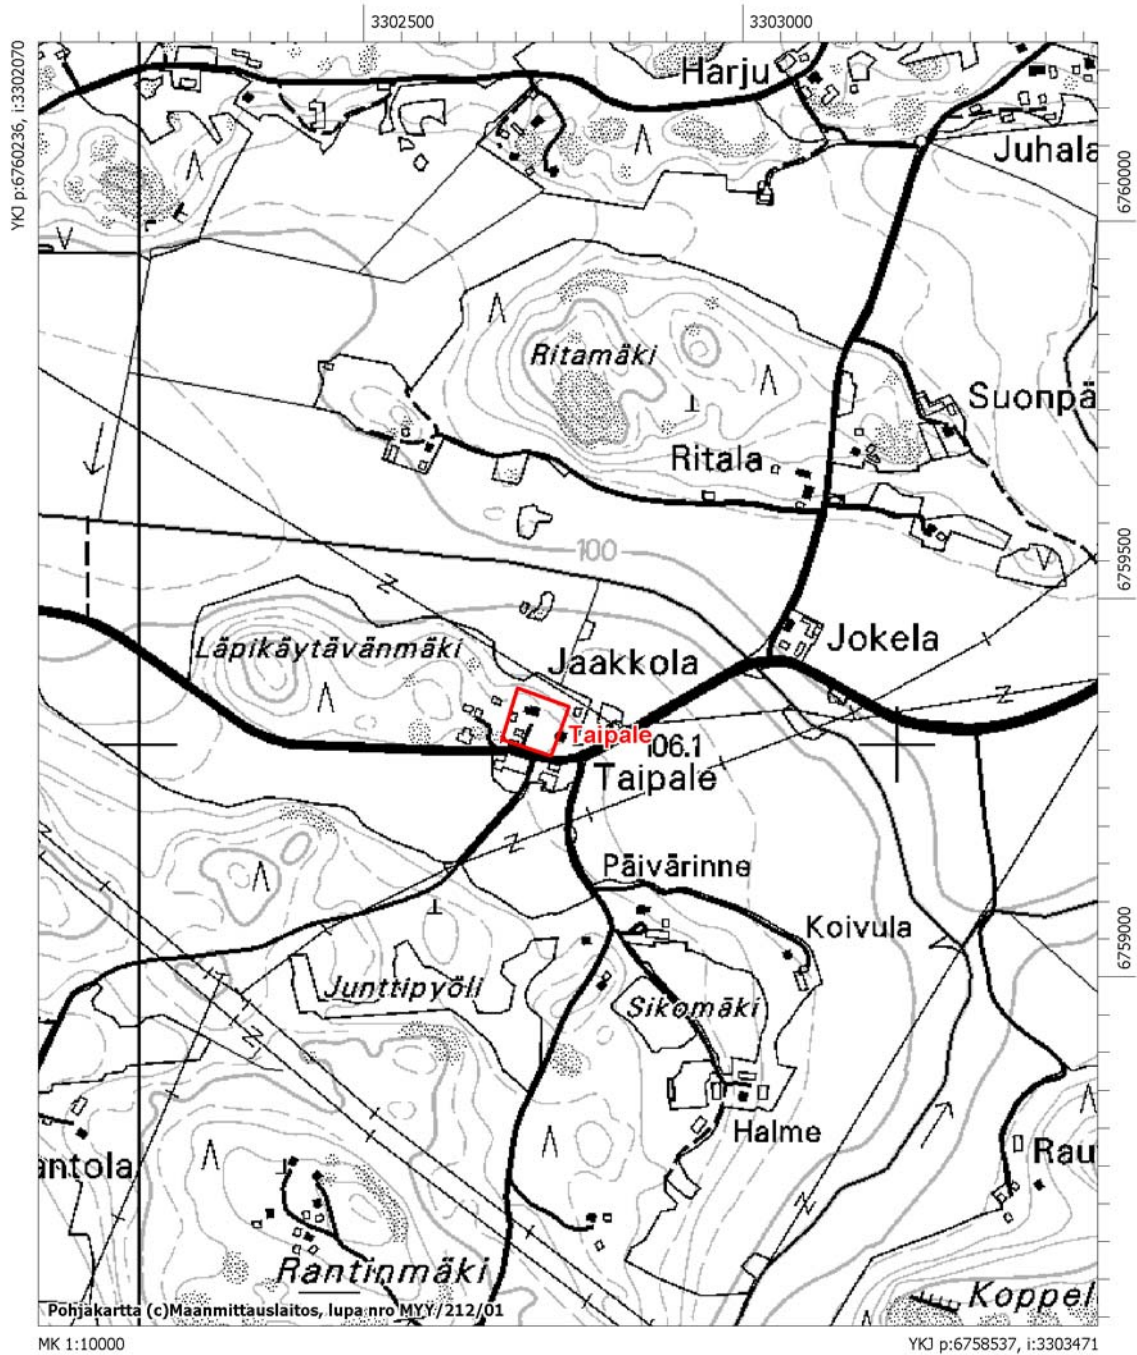 3302500
3303000
YKJ p:6760236, i:3302070
Harju
Juhala
6760000
Ritamäki
Suonpä
Ritala
100
6759500
Läpikäytävänmäki
Jokela
Jaakkola
Taipale
106.1
Taipale
Päivärinne
Koivula
6759000
Junttipyöli
Sikomäki
Halme
antola
Rau
Rantinmäki
Koppel
Pohjakartta (c)Maanmittauslaitos, lupa nro MYY/212/01
MK 1:10000
YKJ p:6758537, i:3303471